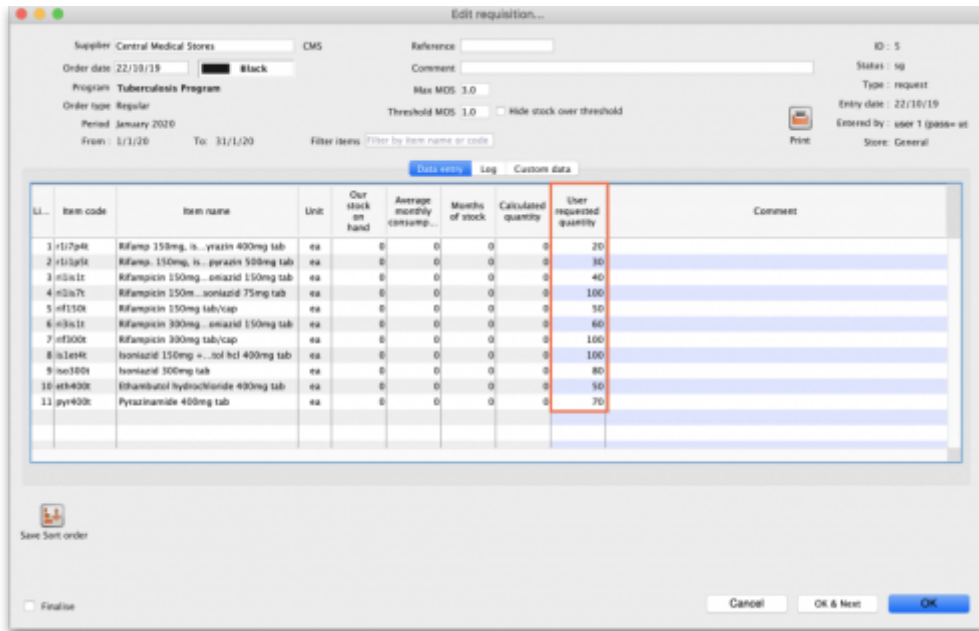 Edit requisition...
Supplier Central Medical Stores CMS Reference ID : 5
Order date 22/10/19 Black Comment Status : sg
Program Tuberculosis Program Max MOS 3.0 Type : request
Order type Regular Threshold MOS 1.0 Hide stock over threshold Entry date : 22/10/19
Period January 2020 Print Entered by : user 1 (pass= ut
From : 1/1/20 To: 31/1/20 Filter items Filter by item name or code Store: General
Data entry Log Custom data
Li... Item code Item name Unit Our stock on hand Average monthly consump... Months of stock Calculated quantity User requested quantity Comment
1 Rifamp 150mg, is...yrazin 400mg tab ea 0 0 0 0 20
2 Rifamp. 150mg, is...pyrazin 500mg tab ea 0 0 0 0 30
3 Rifampicin 150mg...oniazid 150mg tab ea 0 0 0 0 40
4 Rifampicin 150m...soniazid 75mg tab ea 0 0 0 0 100
5 rif150t Rifampicin 150mg tab/cap ea 0 0 0 0 50
6 Rifampicin 300mg...oniazid 150mg tab ea 0 0 0 0 60
7 rif300t Rifampicin 300mg tab/cap ea 0 0 0 0 100
8 Isoniazid 150mg +...tol hcl 400mg tab ea 0 0 0 0 100
9 iso300t Isoniazid 300mg tab ea 0 0 0 0 80
10 eth400t Ethambutol hydrochloride 400mg tab ea 0 0 0 0 50
11 pyr400t Pyrazinamide 400mg tab ea 0 0 0 0 70
Save Sort order
Finalise Cancel OK & Next OK